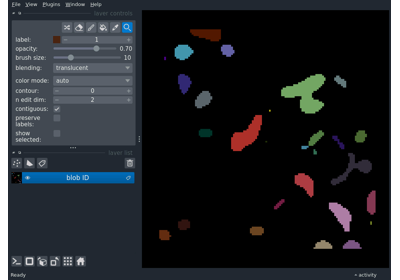 File View Plugins Window Help
layer controls
label: 1
opacity: 0.70
brush size: 10
blending: translucent
color mode: auto
contour: 0
n edit dim: 2
contiguous:
preserve
labels:
show
selected:
layer list
blob ID
Ready
activity